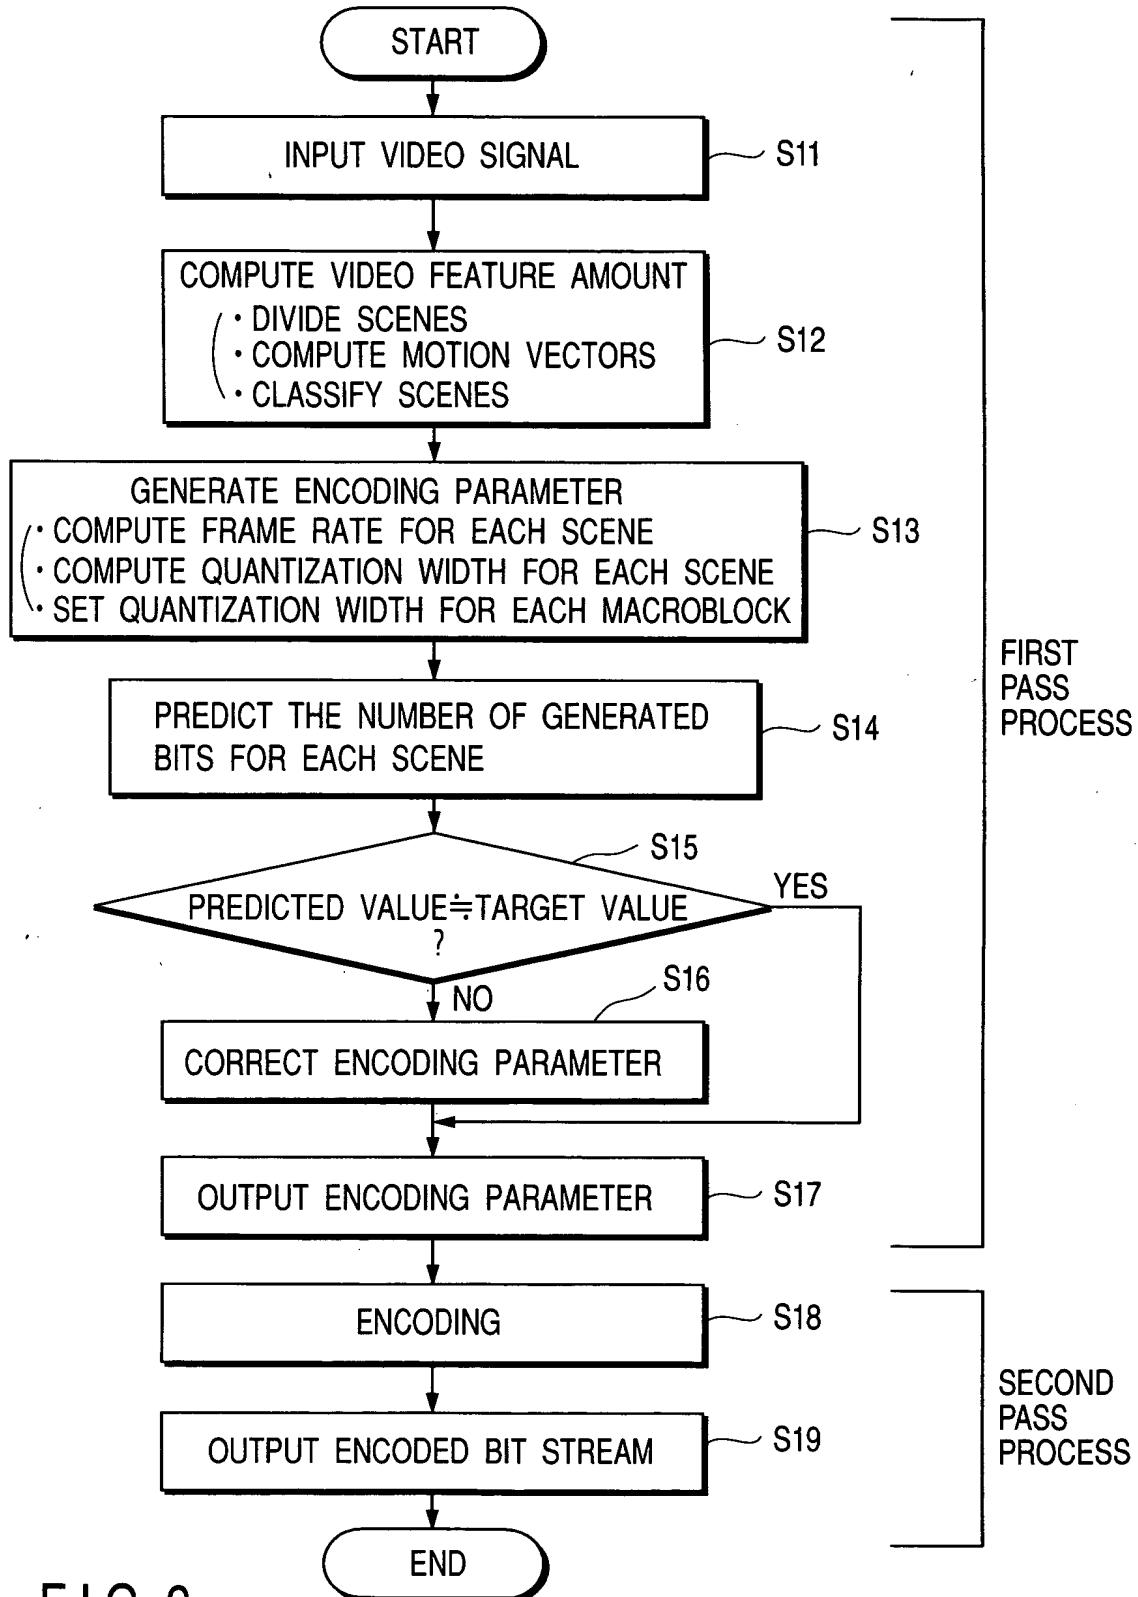 START
INPUT VIDEO SIGNAL
S11
COMPUTE VIDEO FEATURE AMOUNT
· DIVIDE SCENES
· COMPUTE MOTION VECTORS
· CLASSIFY SCENES
S12
GENERATE ENCODING PARAMETER
· COMPUTE FRAME RATE FOR EACH SCENE
· COMPUTE QUANTIZATION WIDTH FOR EACH SCENE
· SET QUANTIZATION WIDTH FOR EACH MACROBLOCK
S13
PREDICT THE NUMBER OF GENERATED
BITS FOR EACH SCENE
S14
S15
PREDICTED VALUE≒TARGET VALUE
?
YES
NO
S16
CORRECT ENCODING PARAMETER
OUTPUT ENCODING PARAMETER
S17
FIRST
PASS
PROCESS
ENCODING
S18
OUTPUT ENCODED BIT STREAM
S19
SECOND
PASS
PROCESS
END